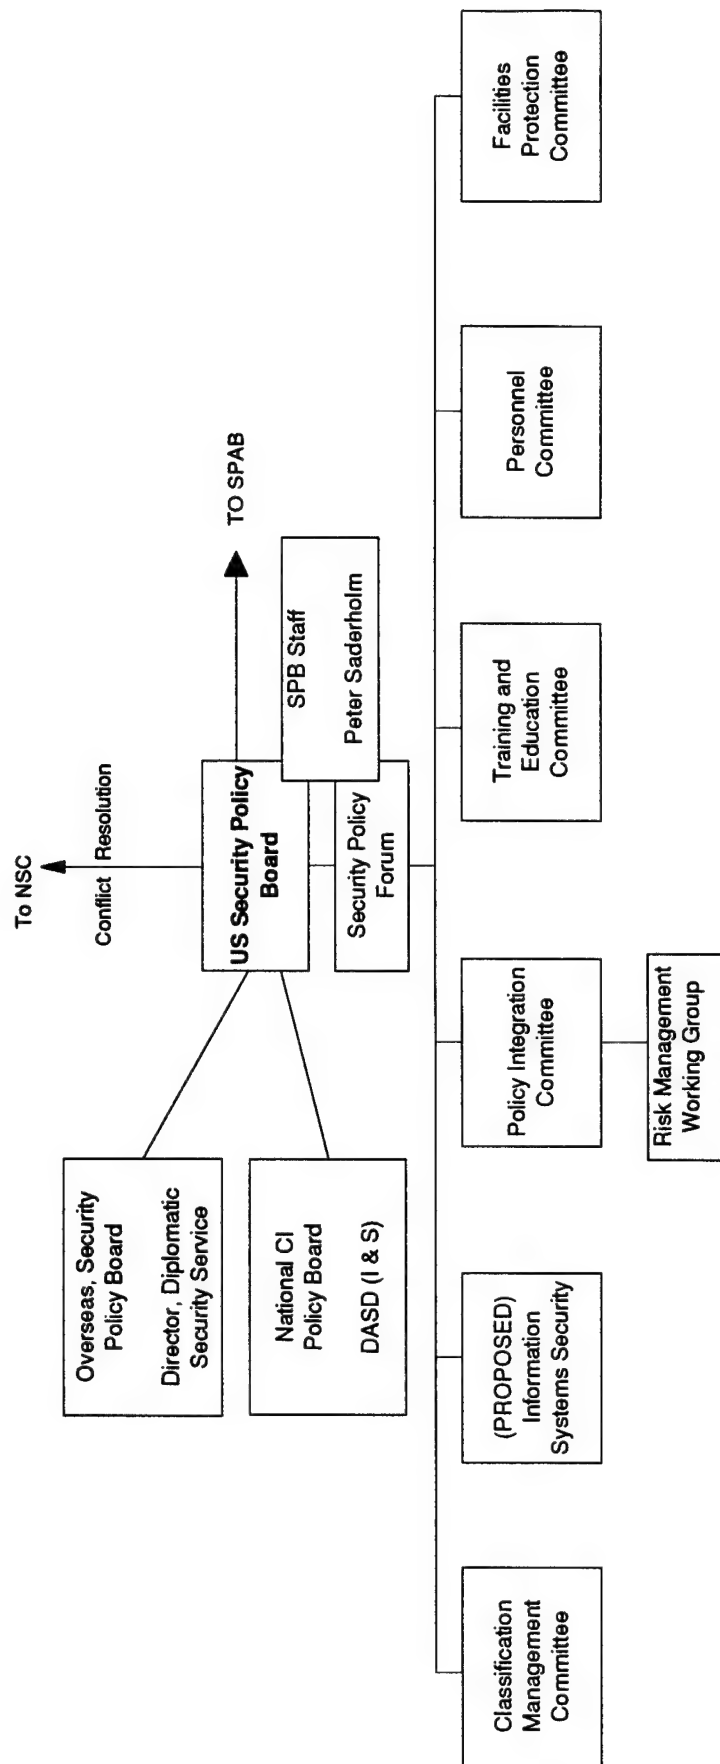 To NSC
Conflict Resolution
TO SPAB
Overseas, Security
Policy Board
Director, Diplomatic
Security Service
National CI
Policy Board
DASD (I & S)
US Security Policy
Board
SPB Staff
Peter Saderholm
Security Policy
Forum
Classification
Management
Committee
(PROPOSED)
Information
Systems Security
Policy Integration
Committee
Training and
Education
Committee
Personnel
Committee
Facilities
Protection
Committee
Risk Management
Working Group